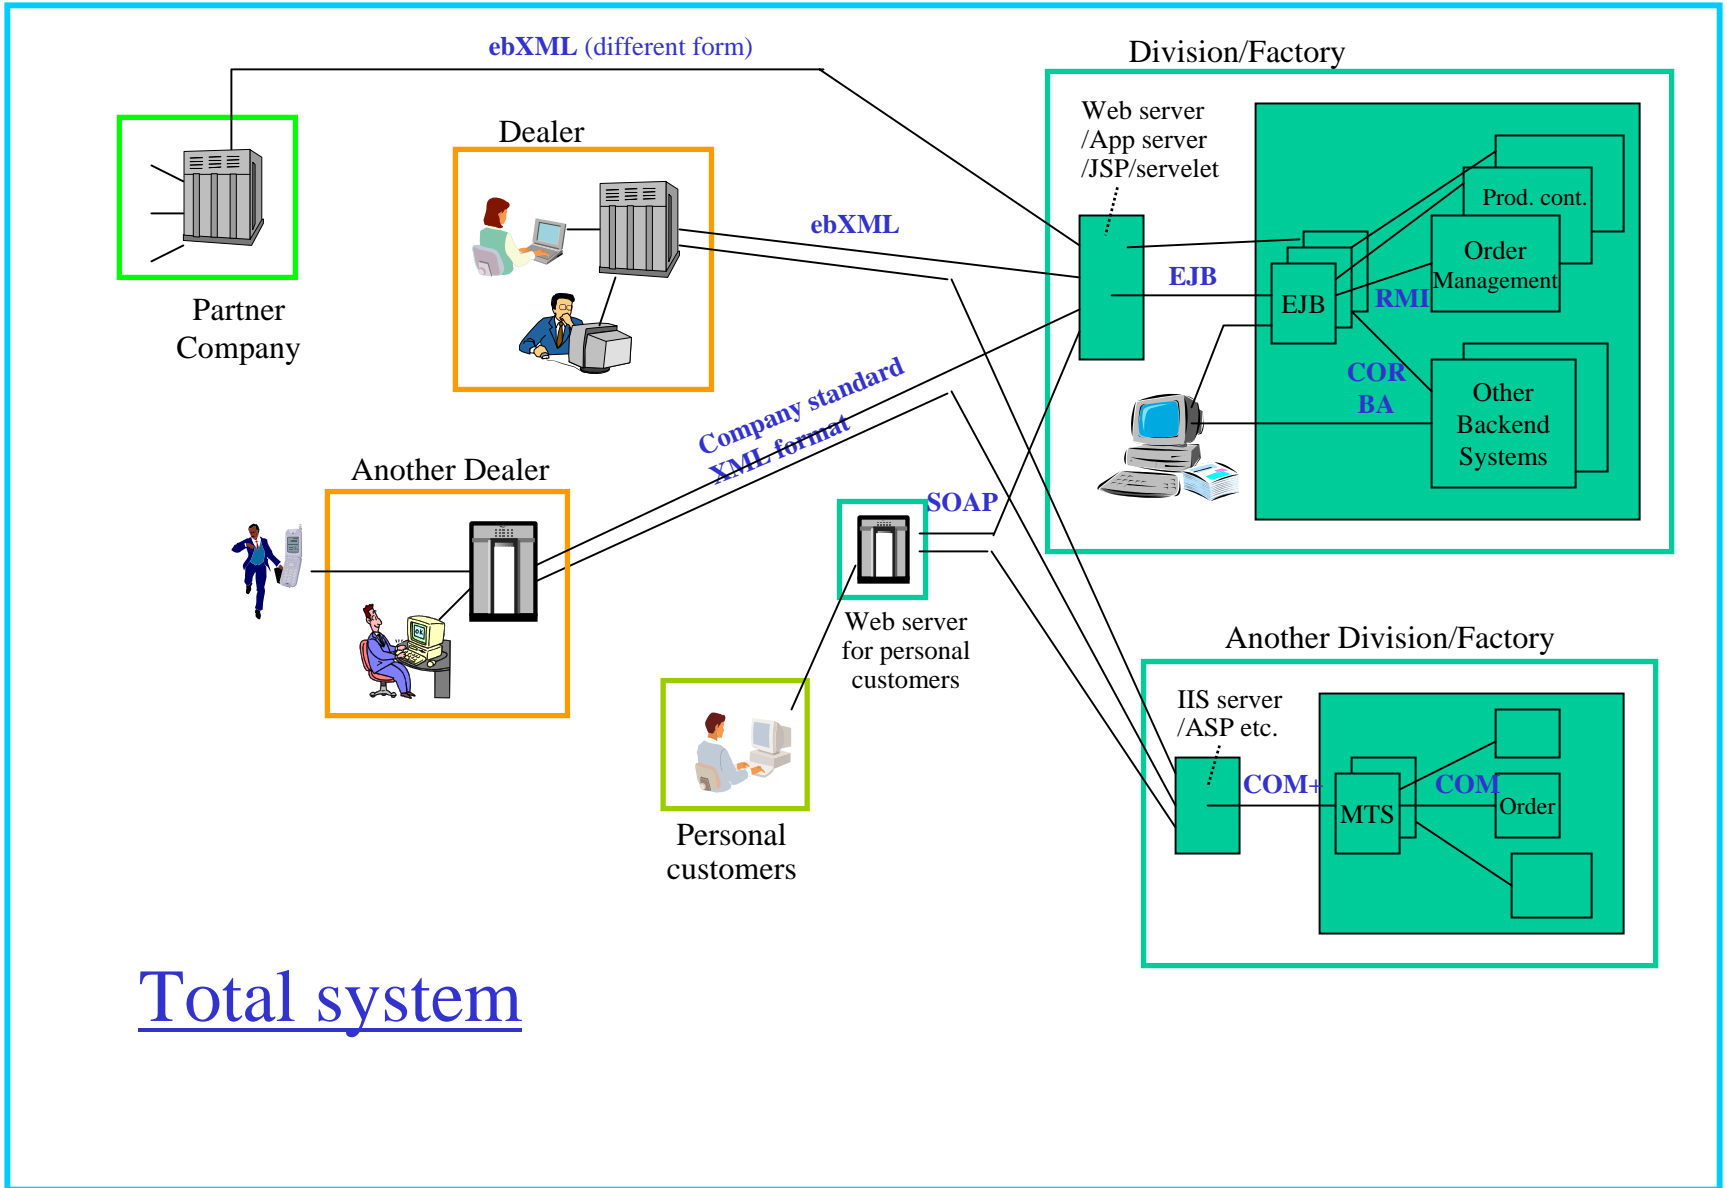 ebXML (different form)
Division/Factory
Web server
/App server
/JSP/servelet
Dealer
Prod. cont.
ebXML
Order
Management
EJB
EJB
RMI
Partner
Company
COR
BA
Other
Backend
Systems
Company standard
XML format
Another Dealer
SOAP
OK
Web server
for personal
customers
Another Division/Factory
IIS server
/ASP etc.
COM+
COM
MTS
Order
Personal
customers
Total system